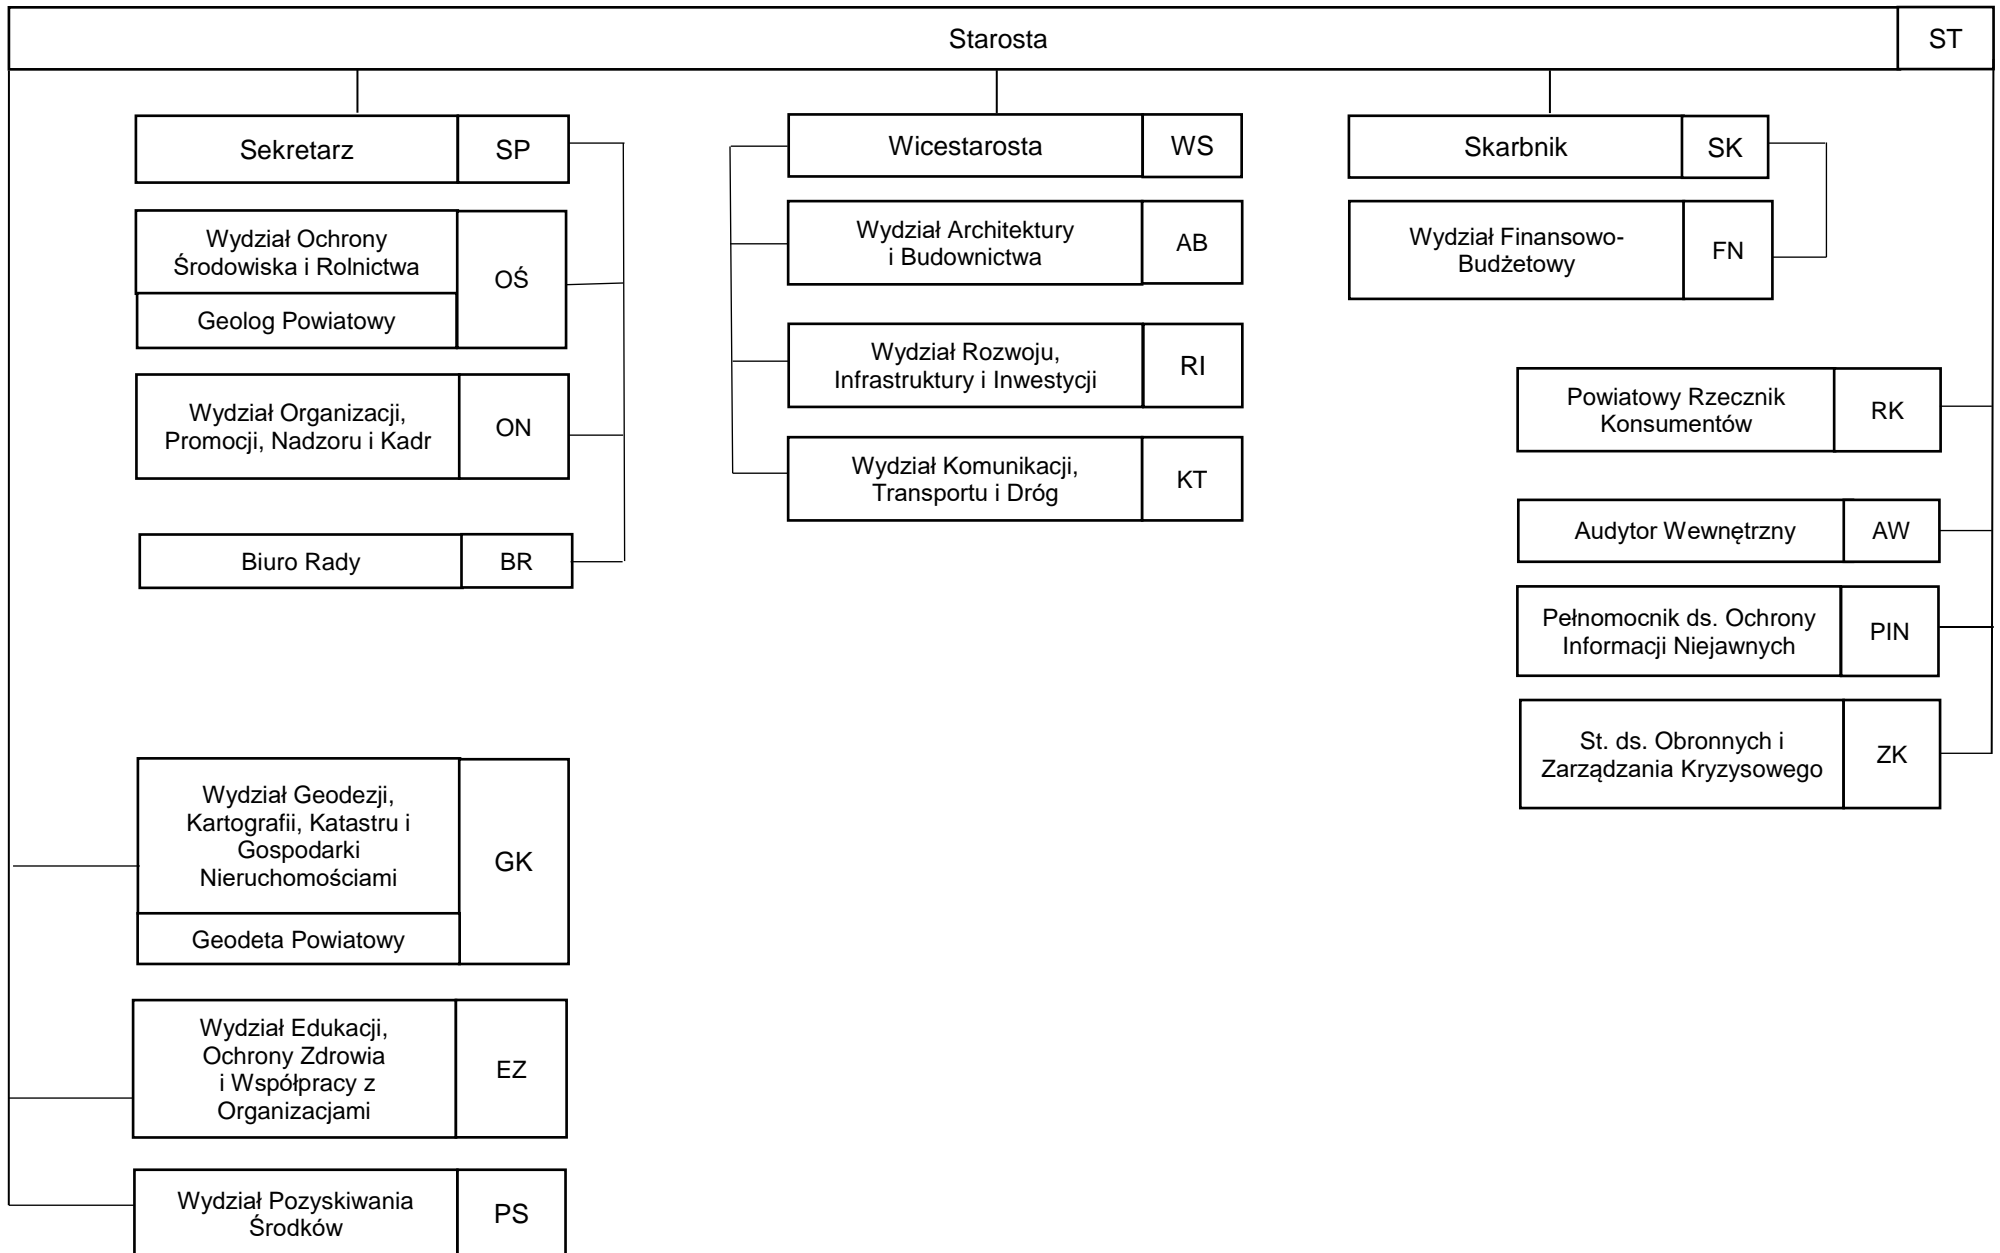 Starosta
ST
Sekretarz
SP
Wydział Ochrony
Środowiska i Rolnictwa
OŚ
Geolog Powiatowy
Wydział Organizacji,
Promocji, Nadzoru i Kadr
ON
Biuro Rady
BR
Wicestarosta
WS
Wydział Architektury
i Budownictwa
AB
Wydział Rozwoju,
Infrastruktury i Inwestycji
RI
Wydział Komunikacji,
Transportu i Dróg
KT
Skarbnik
SK
Wydział Finansowo-
Budżetowy
FN
Powiatowy Rzecznik
Konsumentów
RK
Audytor Wewnętrzny
AW
Pełnomocnik ds. Ochrony
Informacji Niejawnych
PIN
St. ds. Obronnych i
Zarządzania Kryzysowego
ZK
Wydział Geodezji,
Kartografii, Katastru i
Gospodarki
Nieruchomościami
GK
Geodeta Powiatowy
Wydział Edukacji,
Ochrony Zdrowia
i Współpracy z
Organizacjami
EZ
Wydział Pozyskiwania
Środków
PS